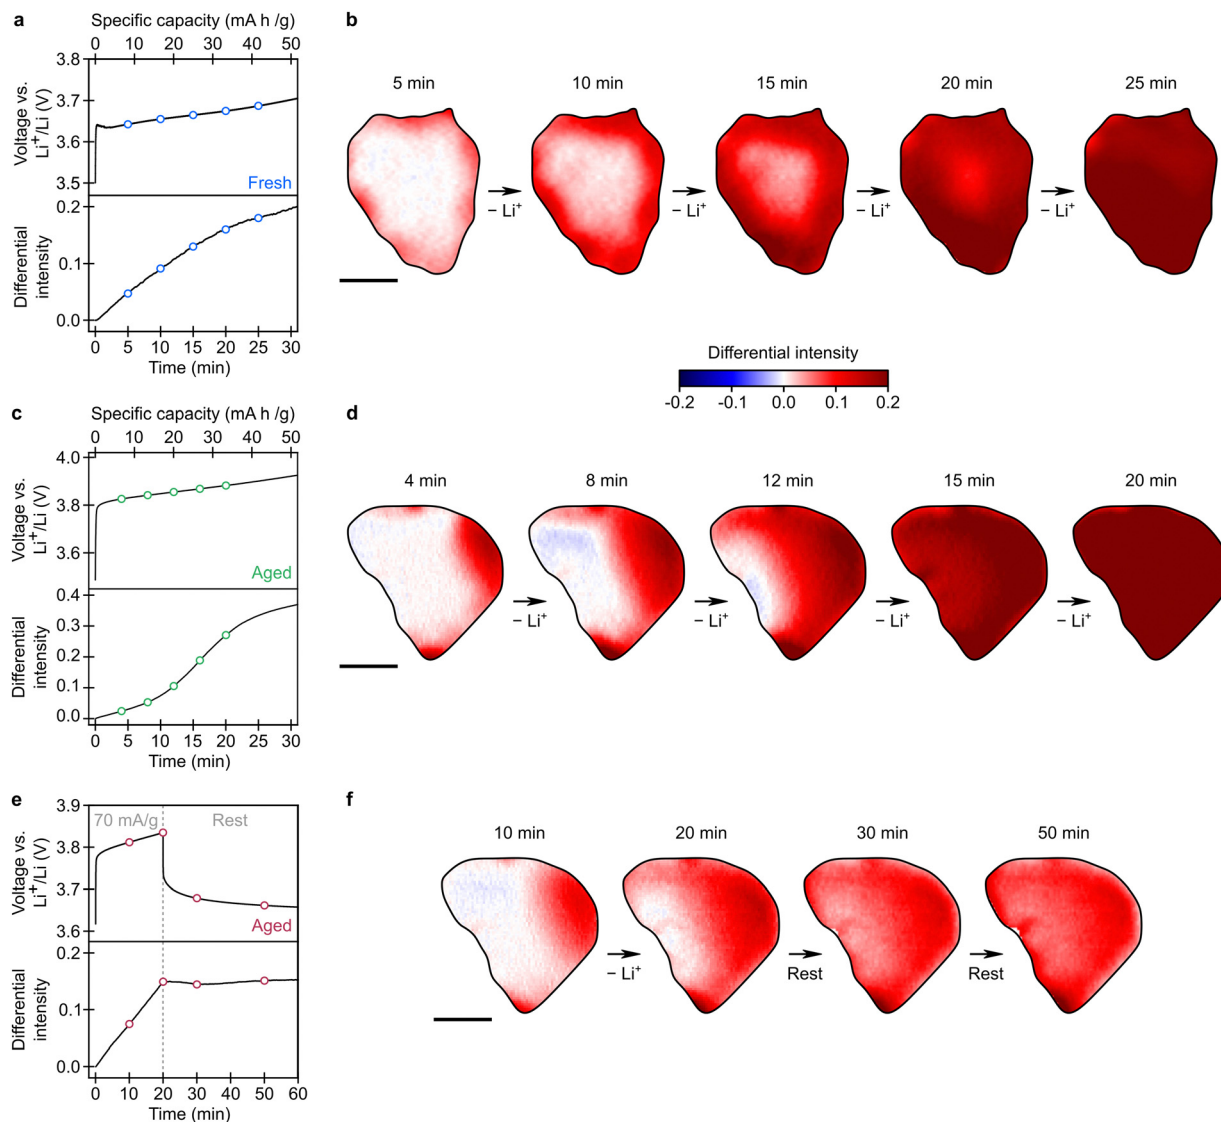 a
Specific capacity (mA h /g)
0 10 20 30 40 50
3.8
3.7
3.6
3.5
Voltage vs.
Li⁺/Li (V)
Fresh
0.2
0.1
0.0
Differential
intensity
0 5 10 15 20 25 30
Time (min)
b
5 min
10 min
15 min
20 min
25 min
− Li⁺
− Li⁺
− Li⁺
− Li⁺
Differential intensity
-0.2 -0.1 0.0 0.1 0.2
c
Specific capacity (mA h /g)
0 10 20 30 40 50
4.0
3.8
3.6
Voltage vs.
Li⁺/Li (V)
Aged
0.4
0.3
0.2
0.1
0.0
Differential
intensity
0 5 10 15 20 25 30
Time (min)
d
4 min
8 min
12 min
15 min
20 min
− Li⁺
− Li⁺
− Li⁺
− Li⁺
e
3.9
3.8
3.7
3.6
Voltage vs.
Li⁺/Li (V)
70 mA/g
Rest
Aged
0.2
0.1
0.0
Differential
intensity
0 10 20 30 40 50 60
Time (min)
f
10 min
20 min
30 min
50 min
− Li⁺
Rest
Rest